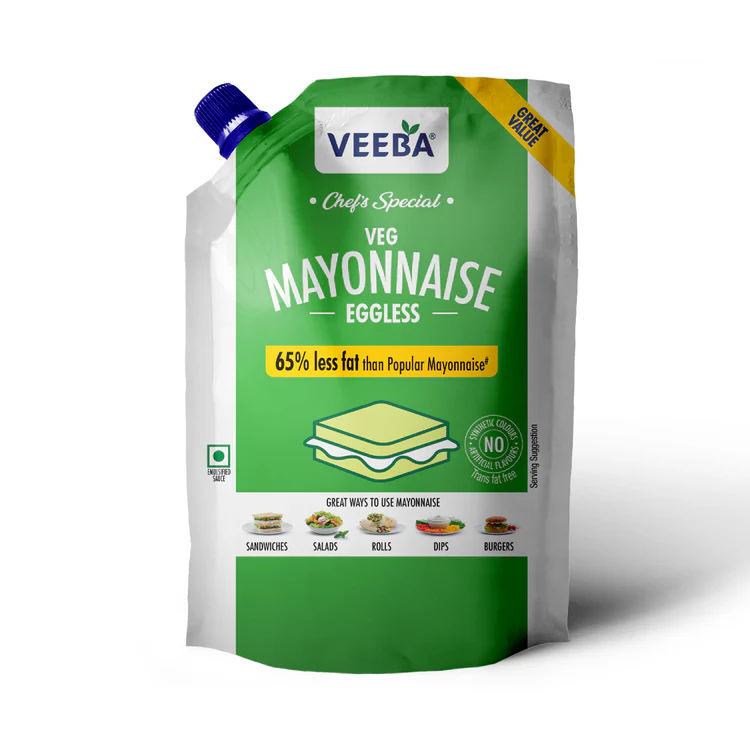 VEEBA®
GREAT
VALUE
• Chef's Special •
VEG
MAYONNAISE
EGGLESS
65% less fat than Popular Mayonnaise#
SYNTHETIC COLOURS
NO
ARTIFICIAL FLAVOURS
Trans fat free
Serving Suggestion
EMULSIFIED
SAUCE
GREAT WAYS TO USE MAYONNAISE
SANDWICHES SALADS ROLLS DIPS BURGERS